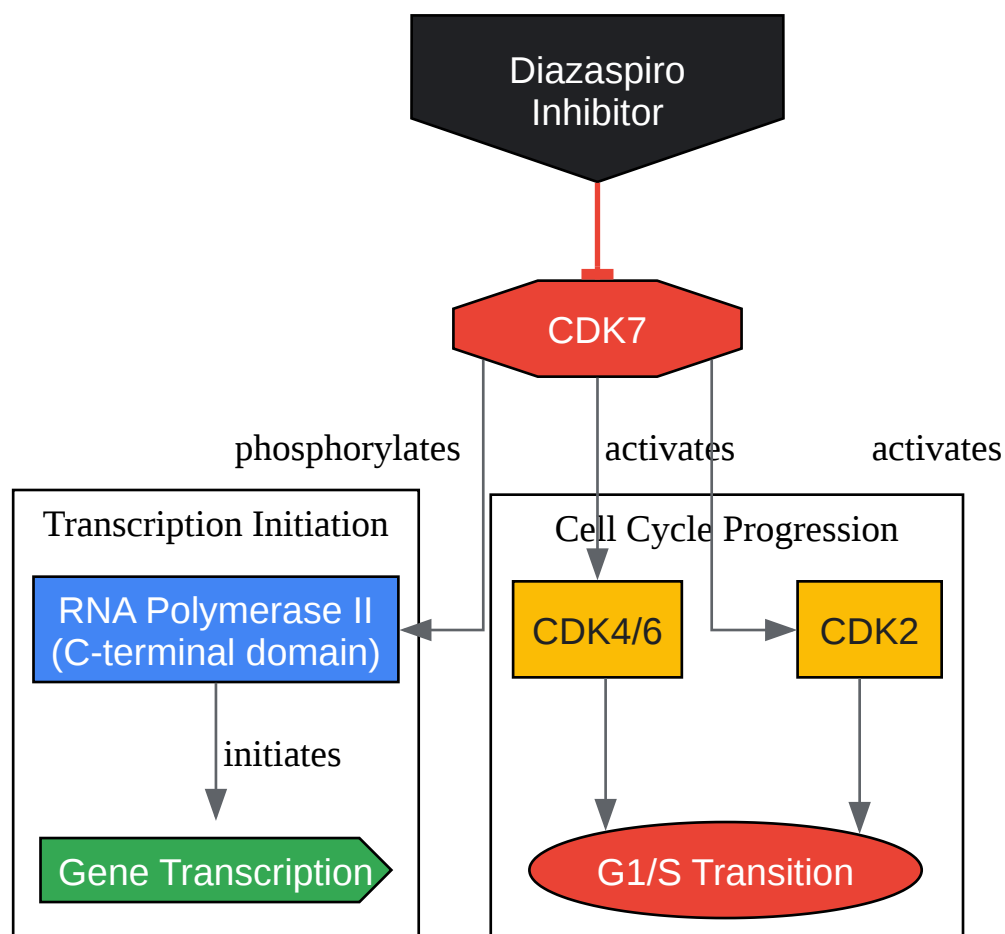 Diazaspiro
Inhibitor
CDK7
phosphorylates
activates
activates
Transcription Initiation
Cell Cycle Progression
RNA Polymerase II
(C-terminal domain)
CDK4/6
CDK2
initiates
Gene Transcription
G1/S Transition